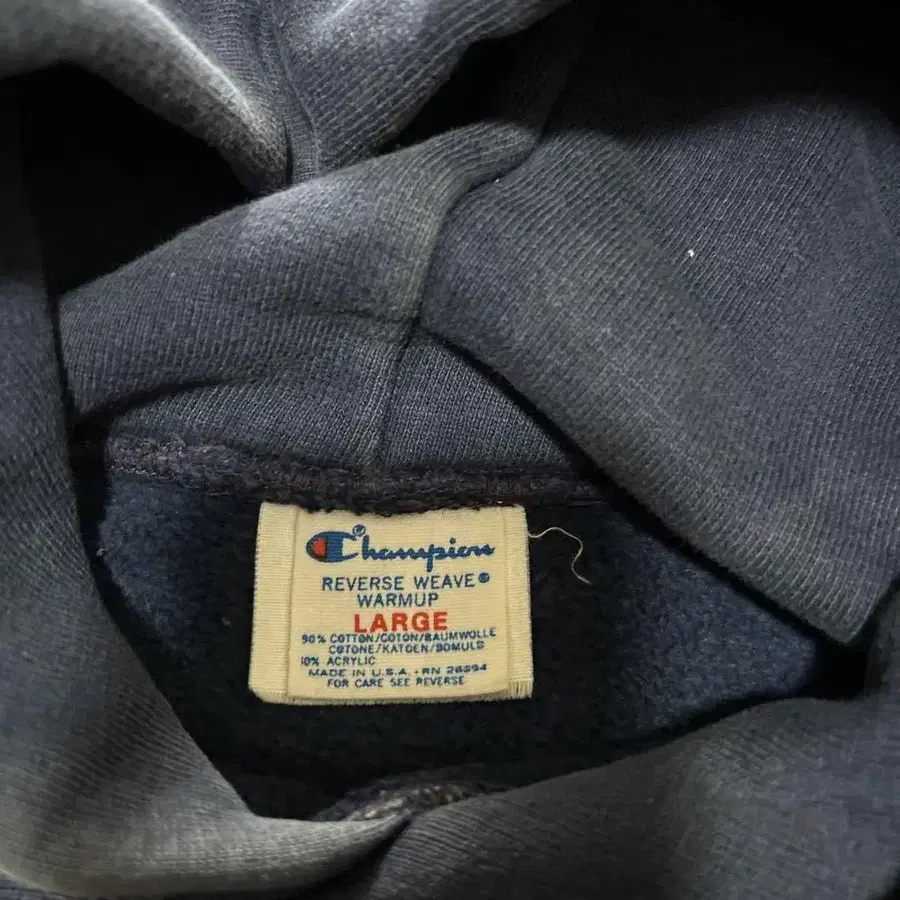 Champion®
REVERSE WEAVE®
WARMUP
LARGE
90% COTTON/COTON/BAUMWOLLE
COTONE/KATOEN/BOMULD
10% ACRYLIC
MADE IN U.S.A. · RN 26094
FOR CARE SEE REVERSE